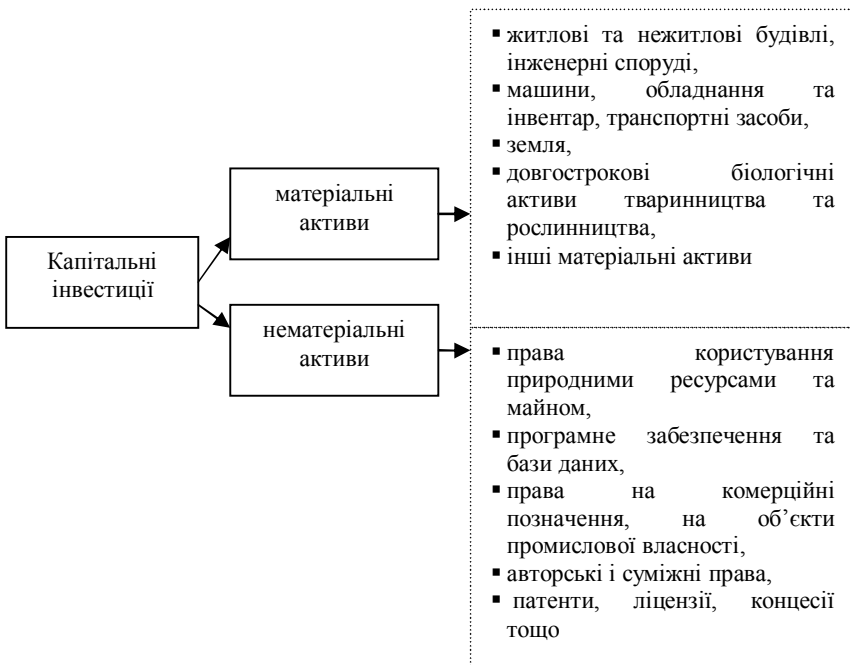 Капітальні
інвестиції
матеріальні
активи
▪ житлові та нежитлові будівлі,
інженерні споруді,
▪ машини, обладнання та
інвентар, транспортні засоби,
▪ земля,
▪ довгострокові біологічні
активи тваринництва та
рослинництва,
▪ інші матеріальні активи
нематеріальні
активи
▪ права користування
природними ресурсами та
майном,
▪ програмне забезпечення та
бази даних,
▪ права на комерційні
позначення, на об’єкти
промислової власності,
▪ авторські і суміжні права,
▪ патенти, ліцензії, концесії
тощо